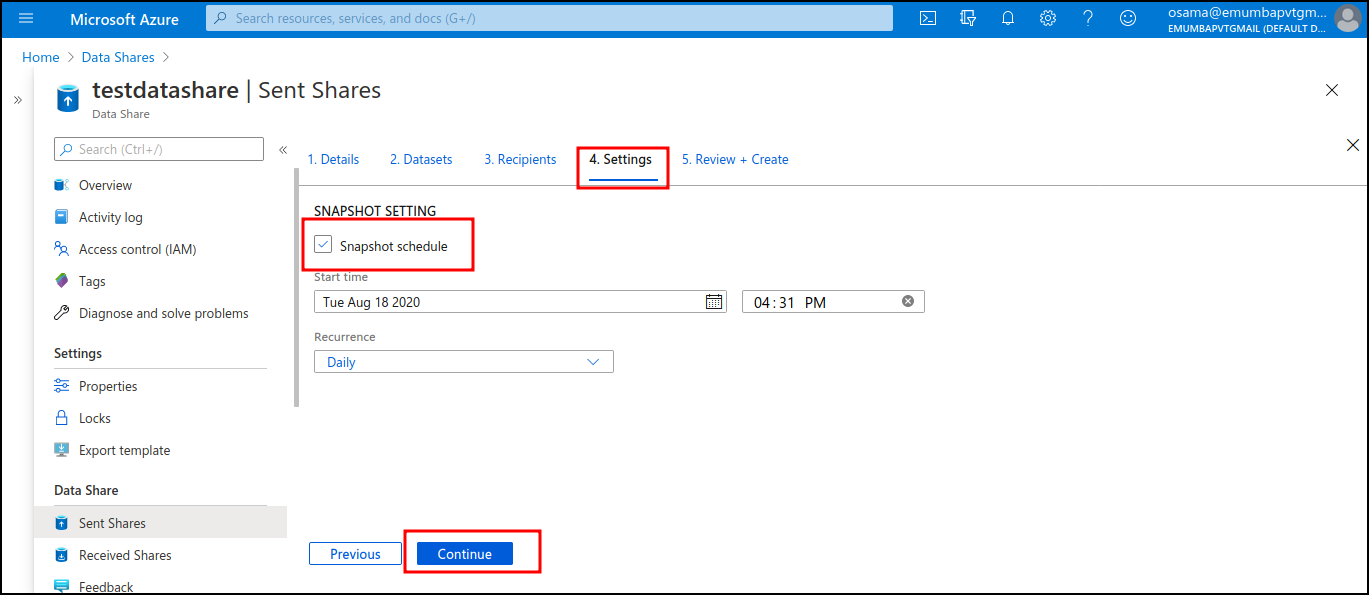 Microsoft Azure
Search resources, services, and docs (G+/)
osama@emumbapvtgm...
EMUMBAPVTGMAIL (DEFAULT D...
Home > Data Shares >
testdatashare | Sent Shares
Data Share
Search (Ctrl+/)
Overview
Activity log
Access control (IAM)
Tags
Diagnose and solve problems
Settings
Properties
Locks
Export template
Data Share
Sent Shares
Received Shares
Feedback
1. Details 2. Datasets 3. Recipients 4. Settings 5. Review + Create
SNAPSHOT SETTING
Snapshot schedule
Start time
Tue Aug 18 2020 04:31 PM
Recurrence
Daily
Previous Continue